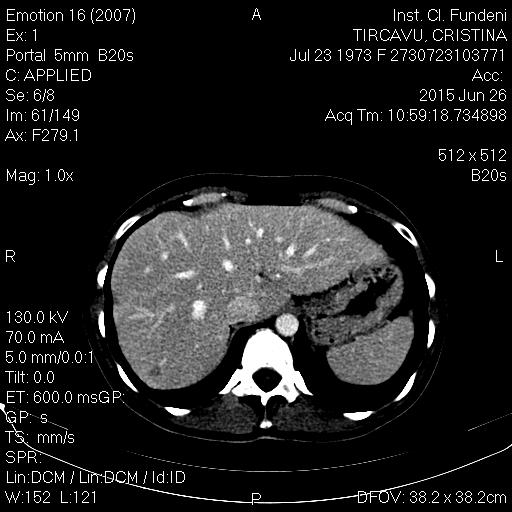 Emotion 16 (2007)
Ex: 1
Portal 5mm B20s
C: APPLIED
Se: 6/8
Im: 61/149
Ax: F279.1
Mag: 1.0x
A
Inst. Cl. Fundeni
TIRCAVU, CRISTINA
Jul 23 1973 F 2730723103771
Acc:
2015 Jun 26
Acq Tm: 10:59:18.734898
512 x 512
B20s
R
L
130.0 kV
70.0 mA
5.0 mm/0.0:1
Tilt: 0.0
ET: 600.0 msGP:
GP: s
TS: mm/s
SPR:
Lin:DCM / Lin:DCM / Id:ID
W:152 L:121
P
DFOV: 38.2 x 38.2cm